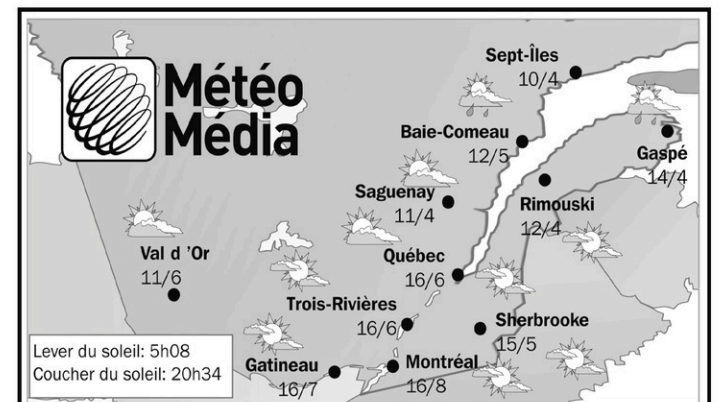 Météo
Média
Sept-Îles
10/4
Baie-Comeau
12/5
Gaspé
14/4
Saguenay
11/4
Rimouski
12/4
Val d 'Or
11/6
Québec
16/6
Trois-Rivières
16/6
Sherbrooke
15/5
Gatineau
16/7
Montréal
16/8
Lever du soleil: 5h08
Coucher du soleil: 20h34